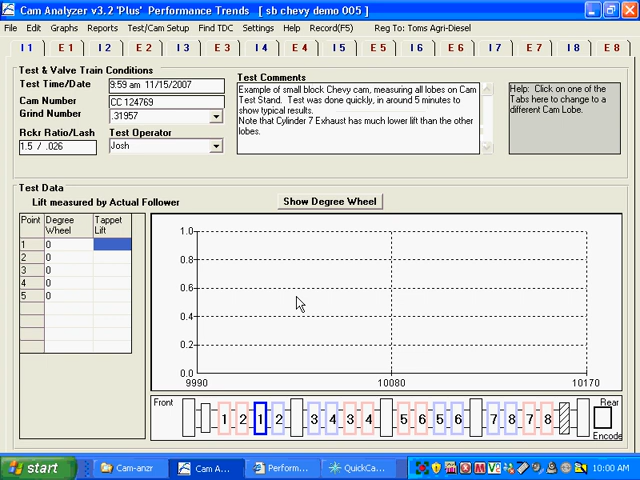 Cam Analyzer v3.2 'Plus' Performance Trends [ sb chevy demo 005 ]
File Edit Graphs Reports Test/Cam Setup Find TDC Settings Help Record(F5) Reg To: Toms Agri-Diesel
I 1 E 1 I 2 E 2 I 3 E 3 I 4 E 4 I 5 E 5 I 6 E 6 I 7 E 7 I 8 E 8
Test & Valve Train Conditions
Test Time/Date 9:59 am 11/15/2007
Cam Number CC 124769
Grind Number .31957
Rckr Ratio/Lash Test Operator
1.5 / .026 Josh
Test Comments
Example of small block Chevy cam, measuring all lobes on Cam
Test Stand. Test was done quickly, in around 5 minutes to
show typical results.
Note that Cylinder 7 Exhaust has much lower lift than the other
lobes.
Help: Click on one of the
Tabs here to change to a
different Cam Lobe.
Test Data
Lift measured by Actual Follower
Show Degree Wheel
Point Degree Wheel Tappet Lift
1 0
2 0
3 0
4 0
5 0
1.0
0.8
0.6
0.4
0.2
0.0
9990 10080 10170
Front 1 2 1 2 3 4 3 4 5 6 5 6 7 8 7 8 Rear
Encode
start Cam-anzr Cam A... Perform... QuickCa... 10:00 AM